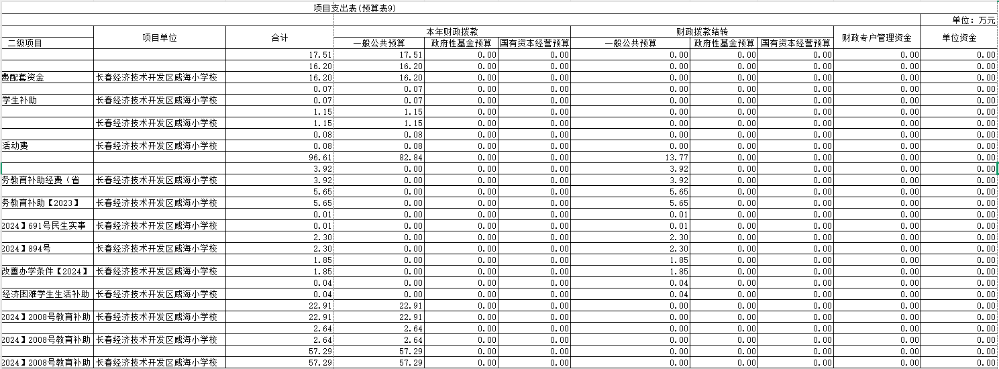 项目支出表(预算表9)
单位：万元
二级项目 项目单位 合计 本年财政拨款 财政拨款结转 财政专户管理资金 单位资金
一般公共预算 政府性基金预算 国有资本经营预算 一般公共预算 政府性基金预算 国有资本经营预算
17.51 17.51 0.00 0.00 0.00 0.00 0.00 0.00 0.00
16.20 16.20 0.00 0.00 0.00 0.00 0.00 0.00 0.00
费配套资金 长春经济技术开发区威海小学校 16.20 16.20 0.00 0.00 0.00 0.00 0.00 0.00 0.00
0.07 0.07 0.00 0.00 0.00 0.00 0.00 0.00 0.00
学生补助 长春经济技术开发区威海小学校 0.07 0.07 0.00 0.00 0.00 0.00 0.00 0.00 0.00
1.15 1.15 0.00 0.00 0.00 0.00 0.00 0.00 0.00
长春经济技术开发区威海小学校 1.15 1.15 0.00 0.00 0.00 0.00 0.00 0.00 0.00
0.08 0.08 0.00 0.00 0.00 0.00 0.00 0.00 0.00
活动费 长春经济技术开发区威海小学校 0.08 0.08 0.00 0.00 0.00 0.00 0.00 0.00 0.00
96.61 82.84 0.00 0.00 13.77 0.00 0.00 0.00 0.00
3.92 0.00 0.00 0.00 3.92 0.00 0.00 0.00 0.00
务教育补助经费（省 长春经济技术开发区威海小学校 3.92 0.00 0.00 0.00 3.92 0.00 0.00 0.00 0.00
5.65 0.00 0.00 0.00 5.65 0.00 0.00 0.00 0.00
务教育补助【2023】 长春经济技术开发区威海小学校 5.65 0.00 0.00 0.00 5.65 0.00 0.00 0.00 0.00
0.01 0.00 0.00 0.00 0.01 0.00 0.00 0.00 0.00
2024】691号民生实事 长春经济技术开发区威海小学校 0.01 0.00 0.00 0.00 0.01 0.00 0.00 0.00 0.00
2.30 0.00 0.00 0.00 2.30 0.00 0.00 0.00 0.00
2024】894号 长春经济技术开发区威海小学校 2.30 0.00 0.00 0.00 2.30 0.00 0.00 0.00 0.00
1.85 0.00 0.00 0.00 1.85 0.00 0.00 0.00 0.00
改善办学条件【2024】 长春经济技术开发区威海小学校 1.85 0.00 0.00 0.00 1.85 0.00 0.00 0.00 0.00
0.04 0.00 0.00 0.00 0.04 0.00 0.00 0.00 0.00
经济困难学生生活补助 长春经济技术开发区威海小学校 0.04 0.00 0.00 0.00 0.04 0.00 0.00 0.00 0.00
22.91 22.91 0.00 0.00 0.00 0.00 0.00 0.00 0.00
2024】2008号教育补助 长春经济技术开发区威海小学校 22.91 22.91 0.00 0.00 0.00 0.00 0.00 0.00 0.00
2.64 2.64 0.00 0.00 0.00 0.00 0.00 0.00 0.00
2024】2008号教育补助 长春经济技术开发区威海小学校 2.64 2.64 0.00 0.00 0.00 0.00 0.00 0.00 0.00
57.29 57.29 0.00 0.00 0.00 0.00 0.00 0.00 0.00
2024】2008号教育补助 长春经济技术开发区威海小学校 57.29 57.29 0.00 0.00 0.00 0.00 0.00 0.00 0.00